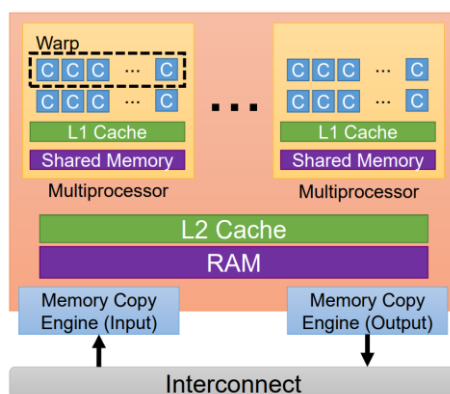 Warp
C C C ... C
C C C ... C
L1 Cache
Shared Memory
Multiprocessor
...
C C C ... C
C C C ... C
L1 Cache
Shared Memory
Multiprocessor
L2 Cache
RAM
Memory Copy
Engine (Input)
Memory Copy
Engine (Output)
Interconnect